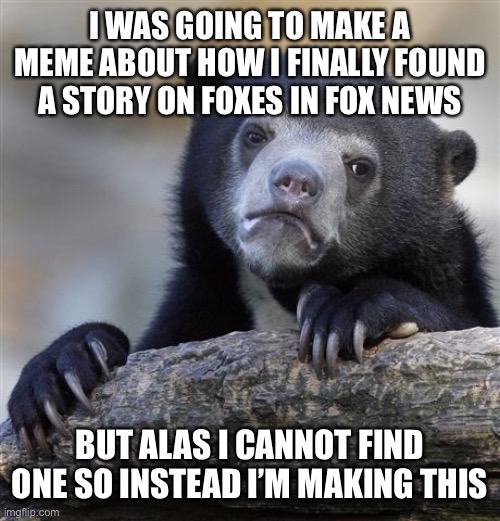 I WAS GOING TO MAKE A
MEME ABOUT HOW I FINALLY FOUND
A STORY ON FOXES IN FOX NEWS
BUT ALAS I CANNOT FIND
ONE SO INSTEAD I’M MAKING THIS
imgflip.com